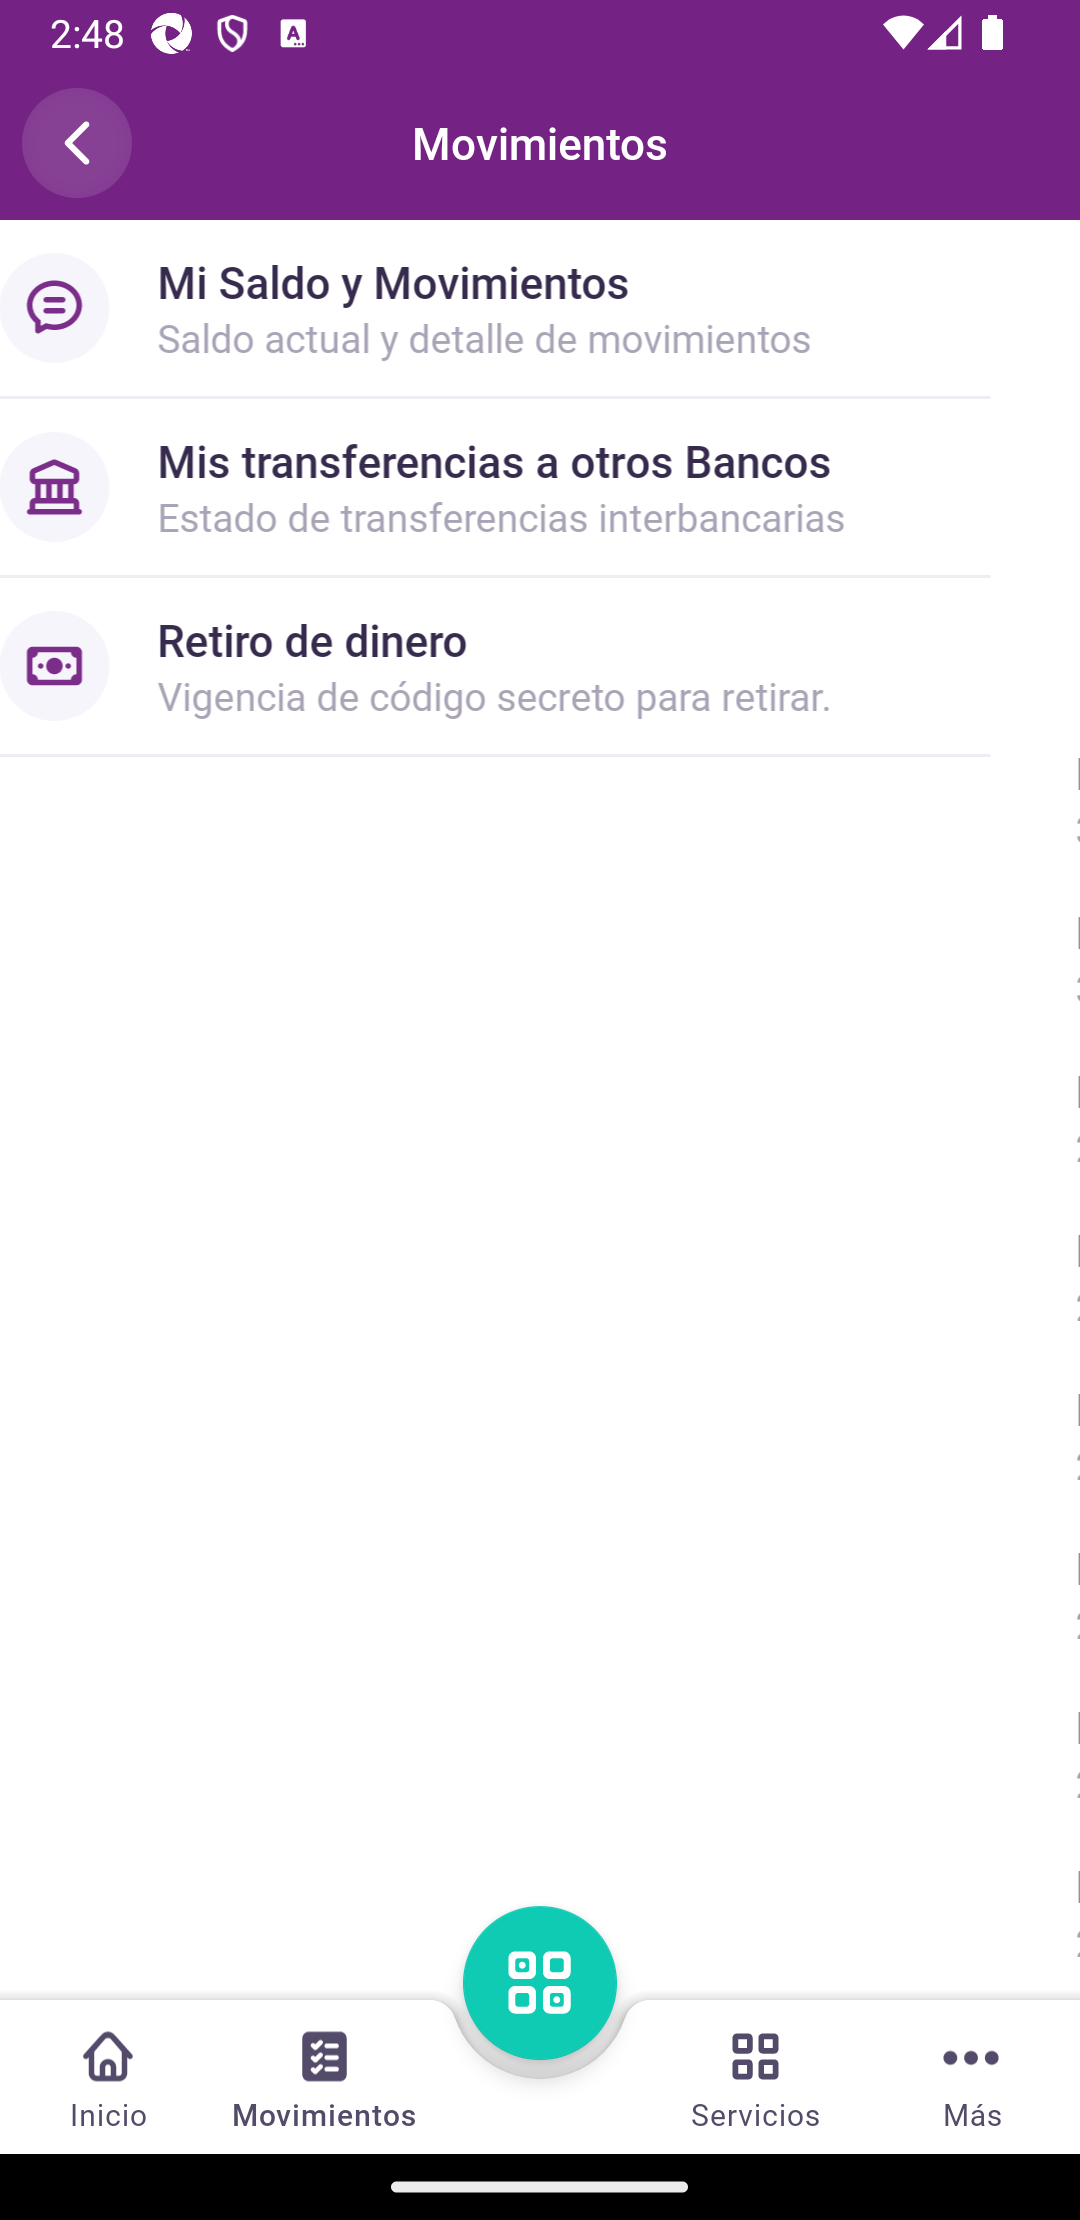 2:48
Movimientos
Mi Saldo y Movimientos
Saldo actual y detalle de movimientos
Mis transferencias a otros Bancos
Estado de transferencias interbancarias
Retiro de dinero
Vigencia de código secreto para retirar.
Inicio
Movimientos
Servicios
Más